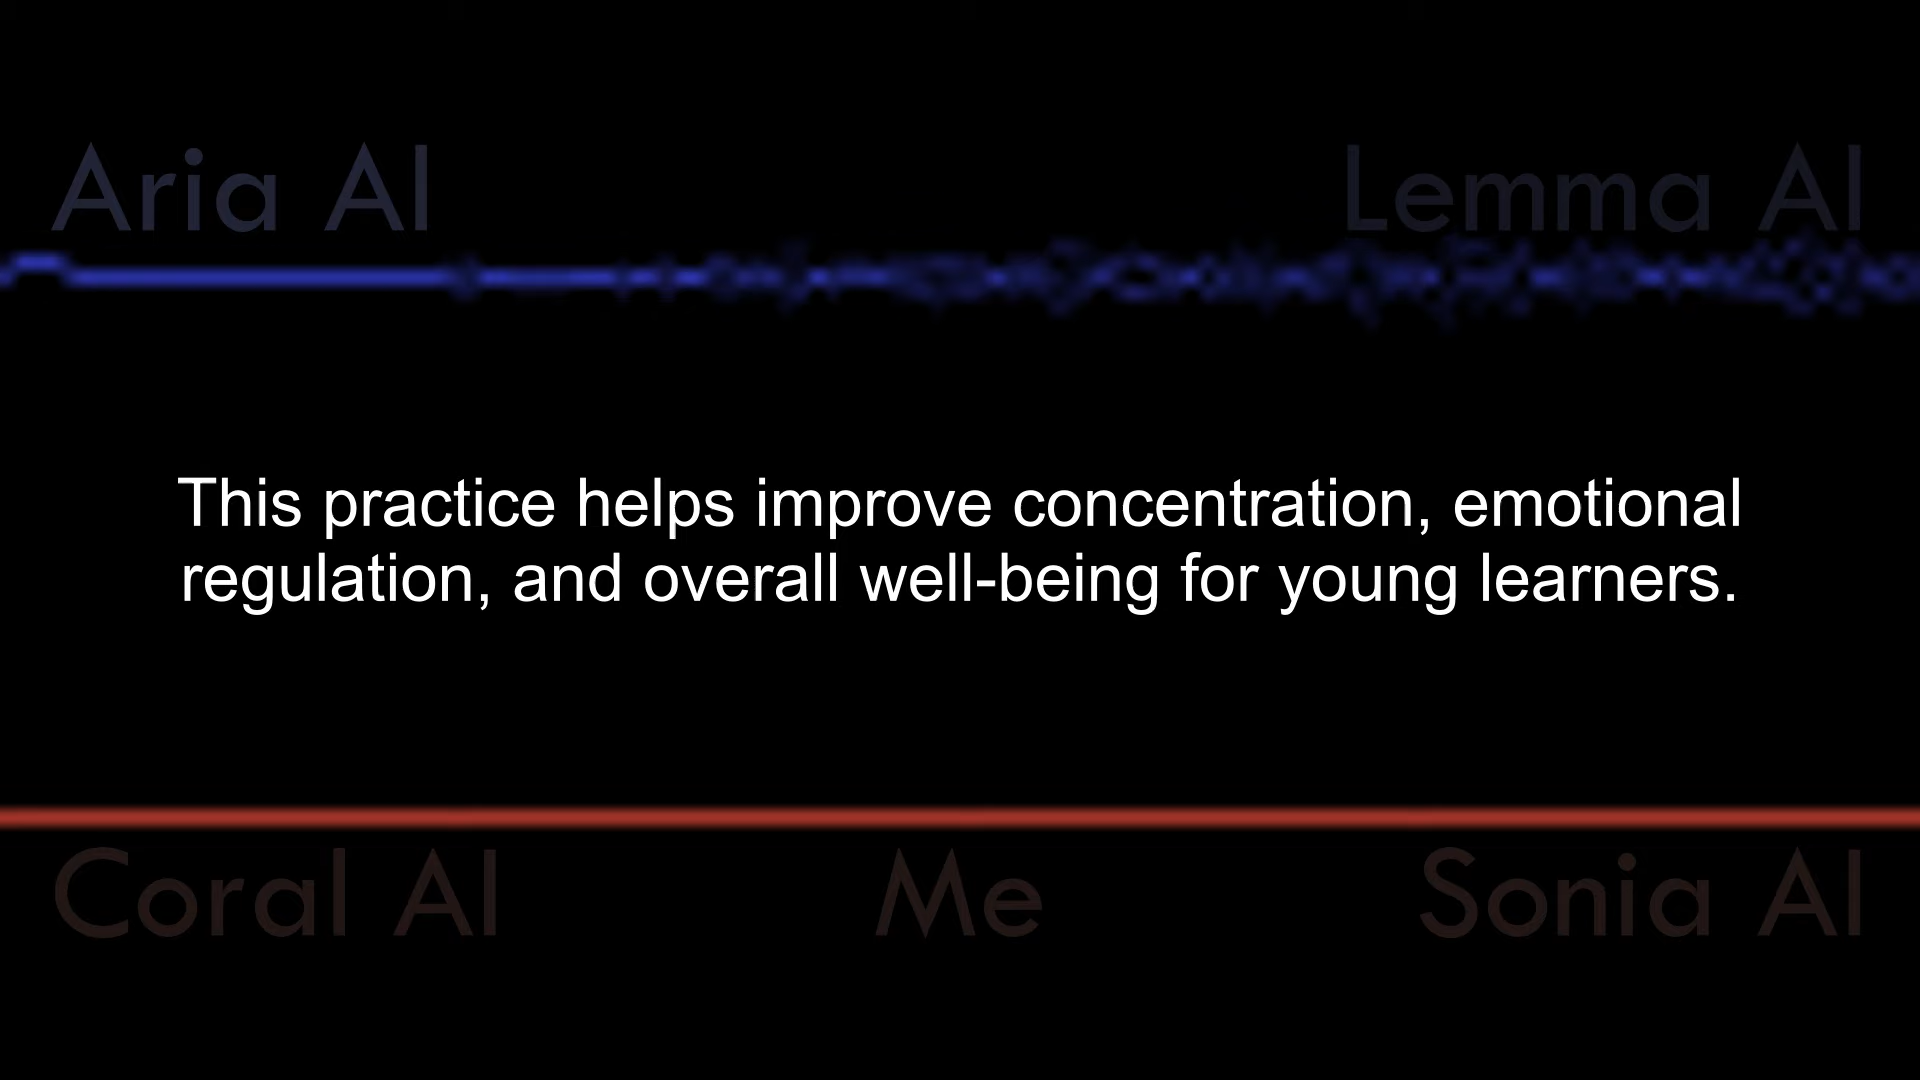 Aria AI
Lemma AI
This practice helps improve concentration, emotional
regulation, and overall well-being for young learners.
Coral AI
Me
Sonia AI